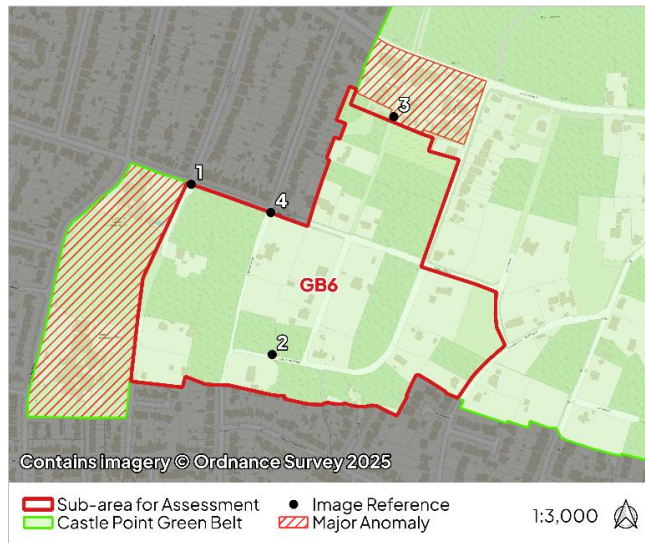 3
1
4
GB6
2
Contains imagery © Ordnance Survey 2025
Sub-area for Assessment
Image Reference
1:3,000
Castle Point Green Belt
Major Anomaly